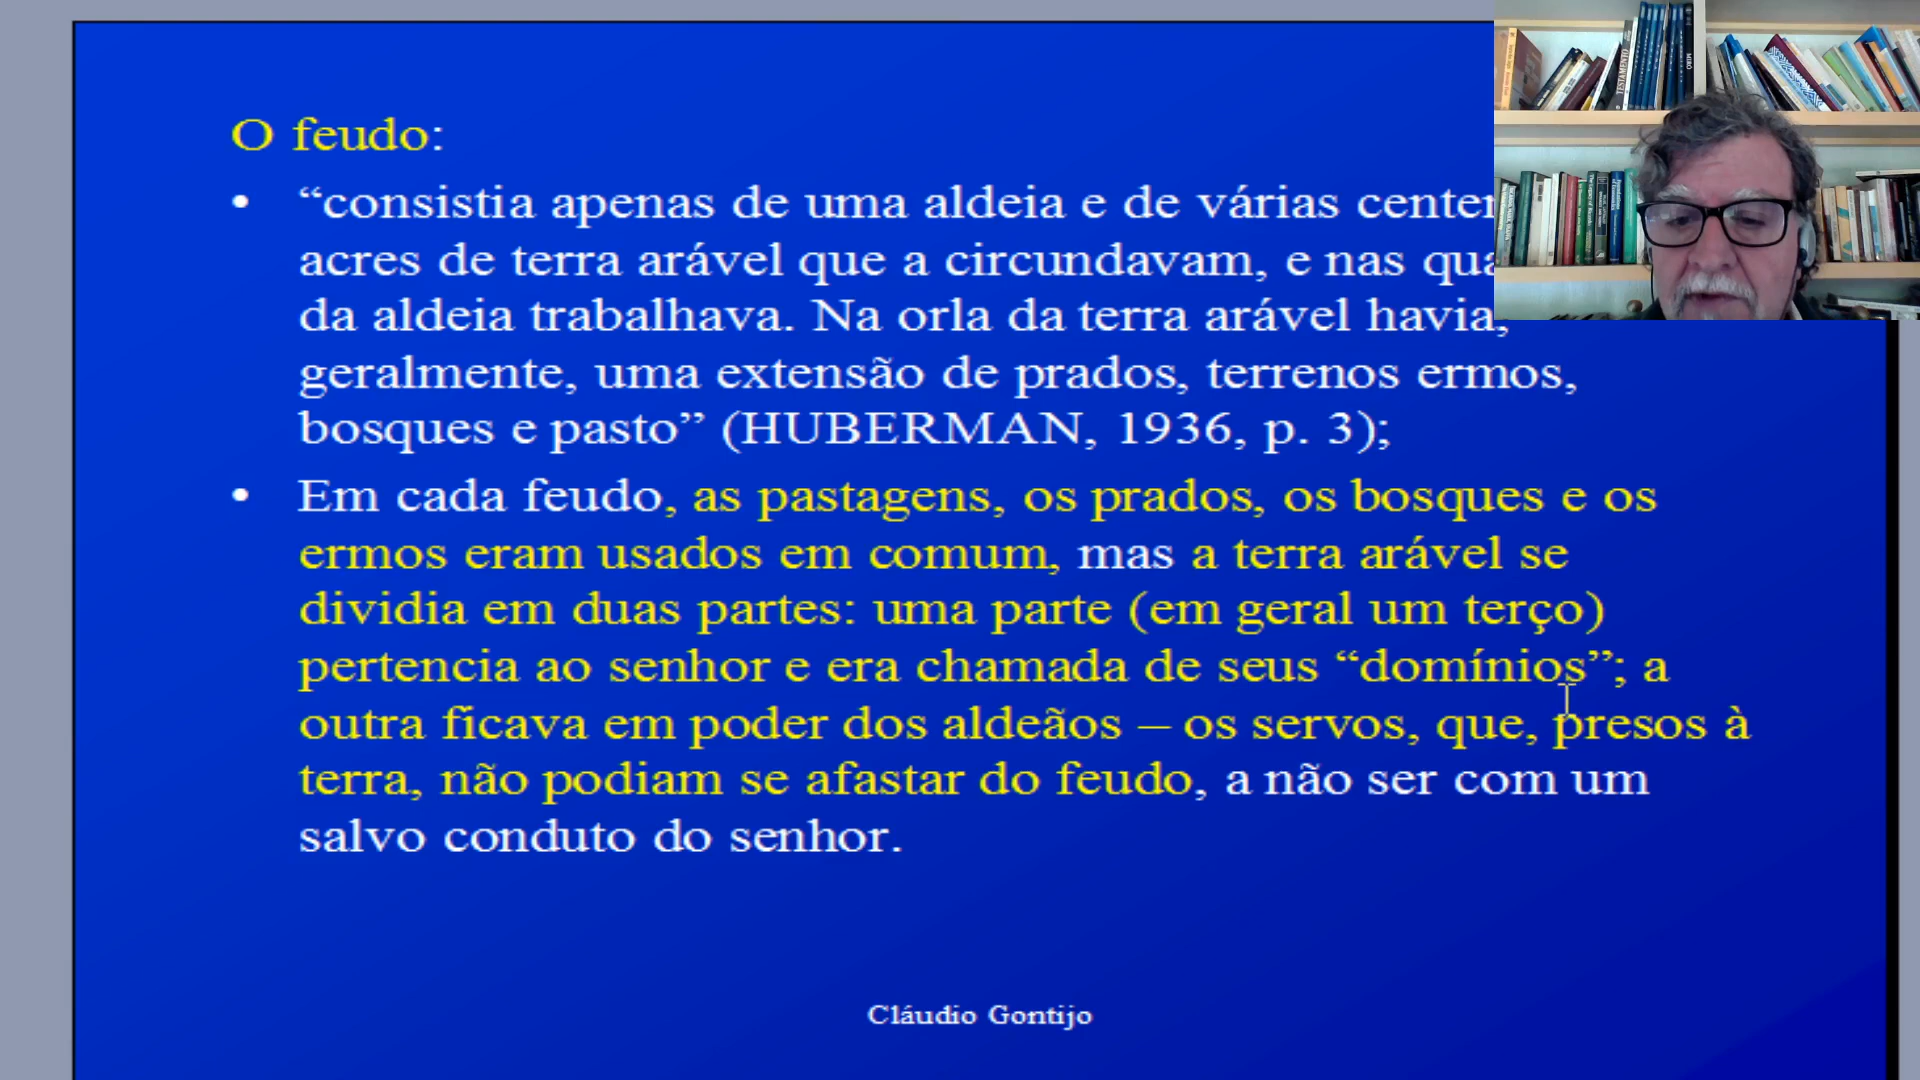 O feudo:
• “consistia apenas de uma aldeia e de várias
acres de terra arável que a circundavam, e nas
da aldeia trabalhava. Na orla da terra arável havia,
geralmente, uma extensão de prados, terrenos ermos,
bosques e pasto” (HUBERMAN, 1936, p. 3);
• Em cada feudo, as pastagens, os prados, os bosques e os
ermos eram usados em comum, mas a terra arável se
dividia em duas partes: uma parte (em geral um terço)
pertencia ao senhor e era chamada de seus “domínios”; a
outra ficava em poder dos aldeãos – os servos, que, presos à
terra, não podiam se afastar do feudo, a não ser com um
salvo conduto do senhor.
Cláudio Gontijo
TESTAMENTO